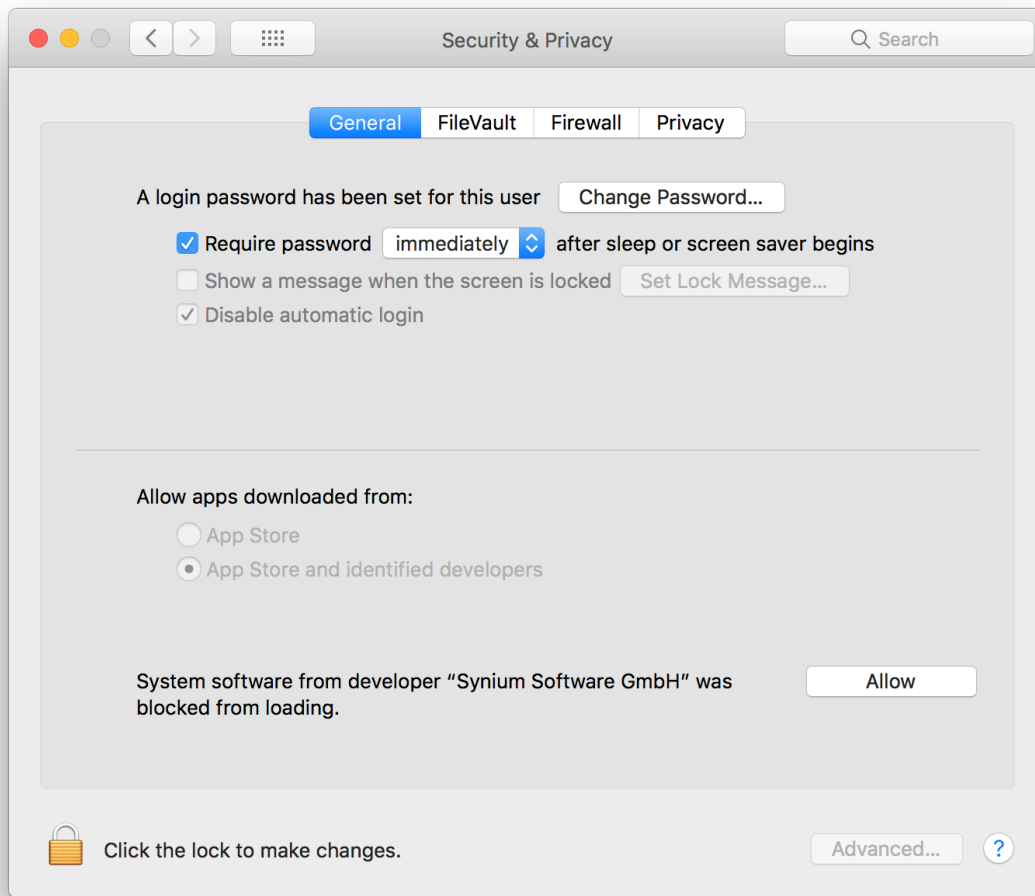 Security & Privacy
Search
General FileVault Firewall Privacy
A login password has been set for this user Change Password...
Require password immediately after sleep or screen saver begins
Show a message when the screen is locked Set Lock Message...
Disable automatic login
Allow apps downloaded from:
App Store
App Store and identified developers
System software from developer “Synium Software GmbH” was Allow
blocked from loading.
Click the lock to make changes. Advanced... ?